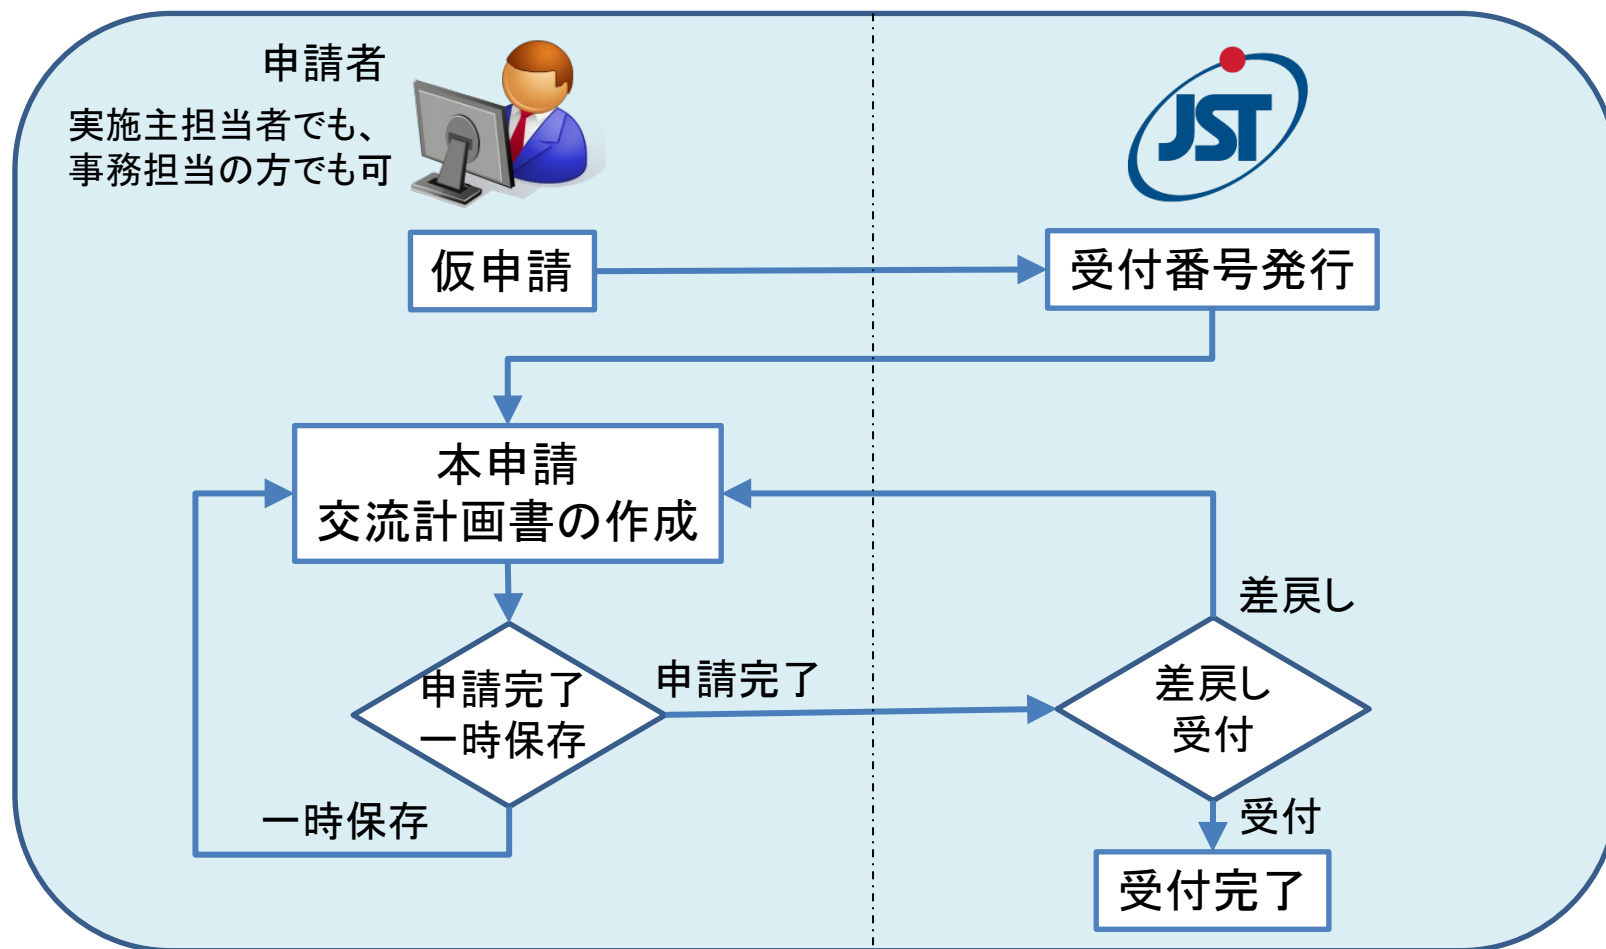 申請者
実施主担当者でも、
事務担当の方でも可
JST
仮申請
受付番号発行
本申請
交流計画書の作成
差戻し
申請完了
一時保存
申請完了
差戻し
受付
一時保存
受付
受付完了